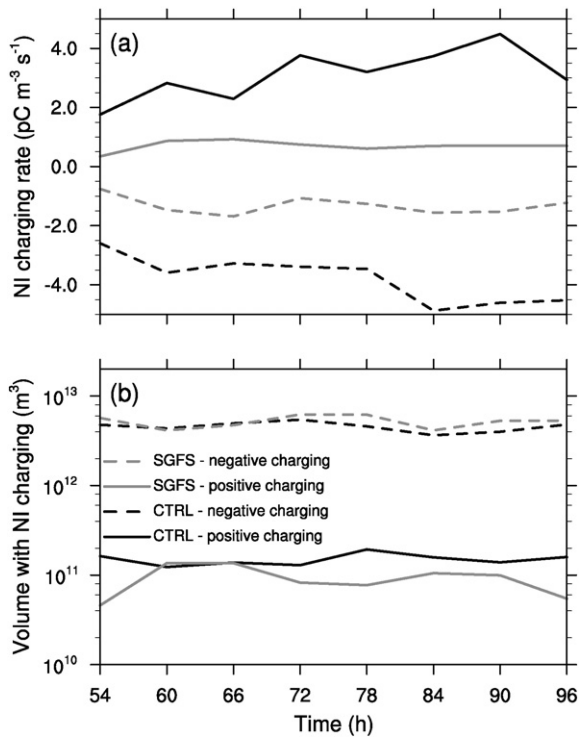 (a)
NI charging rate (pC m⁻³ s⁻¹)
4.0
2.0
0.0
-2.0
-4.0
(b)
Volume with NI charging (m³)
10¹³
10¹²
10¹¹
10¹⁰
SGFS - negative charging
SGFS - positive charging
CTRL - negative charging
CTRL - positive charging
54 60 66 72 78 84 90 96
Time (h)